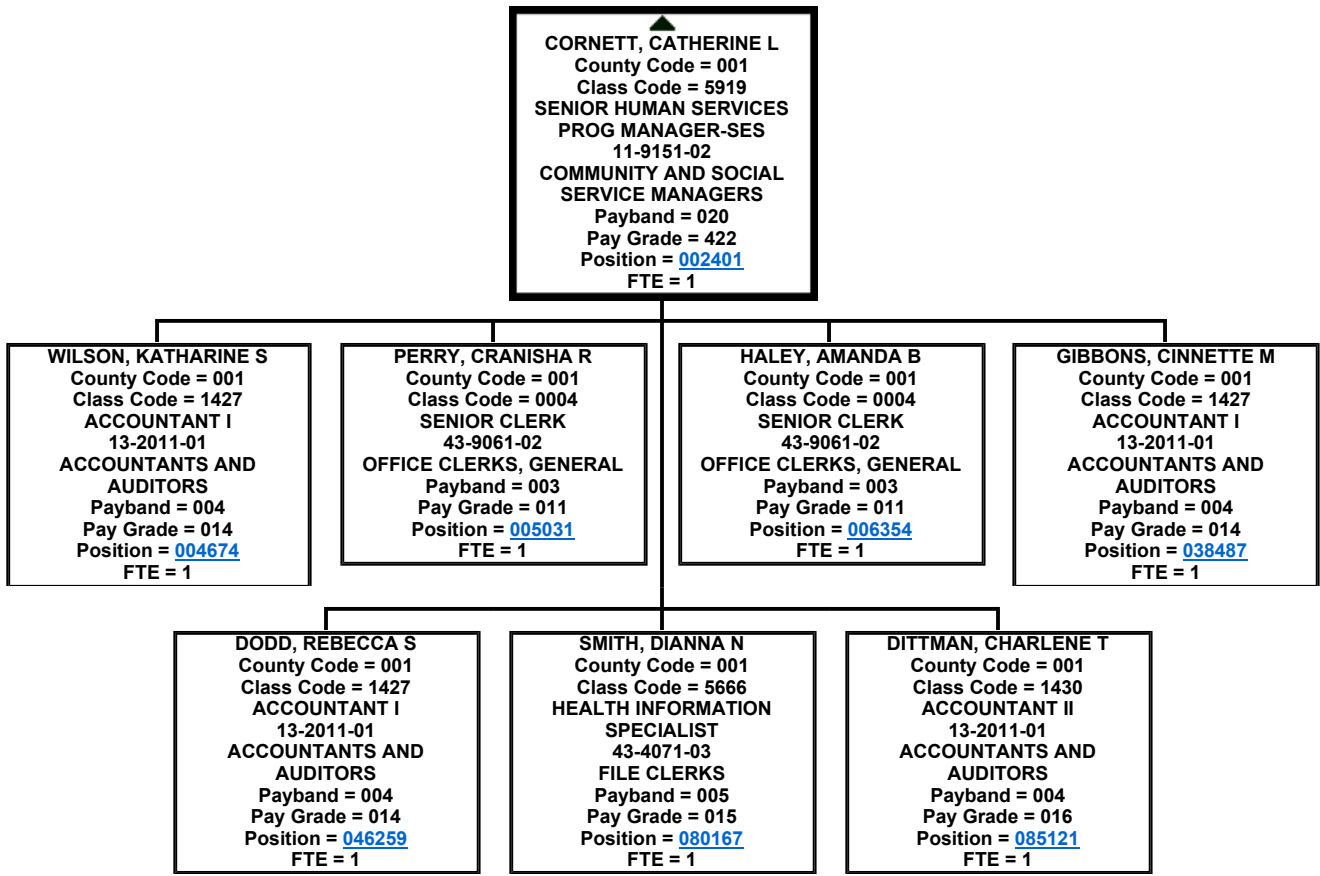 CORNETT, CATHERINE L
County Code = 001
Class Code = 5919
SENIOR HUMAN SERVICES
PROG MANAGER-SES
11-9151-02
COMMUNITY AND SOCIAL
SERVICE MANAGERS
Payband = 020
Pay Grade = 422
Position = 002401
FTE = 1
WILSON, KATHARINE S
County Code = 001
Class Code = 1427
ACCOUNTANT I
13-2011-01
ACCOUNTANTS AND
AUDITORS
Payband = 004
Pay Grade = 014
Position = 004674
FTE = 1
PERRY, CRANISHA R
County Code = 001
Class Code = 0004
SENIOR CLERK
43-9061-02
OFFICE CLERKS, GENERAL
Payband = 003
Pay Grade = 011
Position = 005031
FTE = 1
HALEY, AMANDA B
County Code = 001
Class Code = 0004
SENIOR CLERK
43-9061-02
OFFICE CLERKS, GENERAL
Payband = 003
Pay Grade = 011
Position = 006354
FTE = 1
GIBBONS, CINNETTE M
County Code = 001
Class Code = 1427
ACCOUNTANT I
13-2011-01
ACCOUNTANTS AND
AUDITORS
Payband = 004
Pay Grade = 014
Position = 038487
FTE = 1
DODD, REBECCA S
County Code = 001
Class Code = 1427
ACCOUNTANT I
13-2011-01
ACCOUNTANTS AND
AUDITORS
Payband = 004
Pay Grade = 014
Position = 046259
FTE = 1
SMITH, DIANNA N
County Code = 001
Class Code = 5666
HEALTH INFORMATION
SPECIALIST
43-4071-03
FILE CLERKS
Payband = 005
Pay Grade = 015
Position = 080167
FTE = 1
DITTMAN, CHARLENE T
County Code = 001
Class Code = 1430
ACCOUNTANT II
13-2011-01
ACCOUNTANTS AND
AUDITORS
Payband = 004
Pay Grade = 016
Position = 085121
FTE = 1